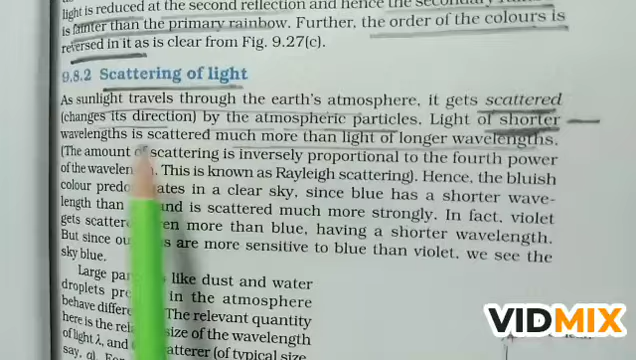 light is reduced at the second reflection and hence the secondary
is fainter than the primary rainbow. Further, the order of the colours is
reversed in it as is clear from Fig. 9.27(c).
9.8.2 Scattering of light
As sunlight travels through the earth's atmosphere, it gets scattered
(changes its direction) by the atmospheric particles. Light of shorter
wavelengths is scattered much more than light of longer wavelengths.
(The amount of scattering is inversely proportional to the fourth power
of the wavelen . This is known as Rayleigh scattering). Hence, the bluish
colour predo ates in a clear sky, since blue has a shorter wave-
length than and is scattered much more strongly. In fact, violet
gets scatter en more than blue, having a shorter wavelength.
But since ou s are more sensitive to blue than violet, we see the
sky blue.
Large pa like dust and water
droplets pre in the atmosphere
behave differe The relevant quantity
here is the rel size of the wavelength
of light λ, and atterer (of typical size
say, a). For
VIDMIX